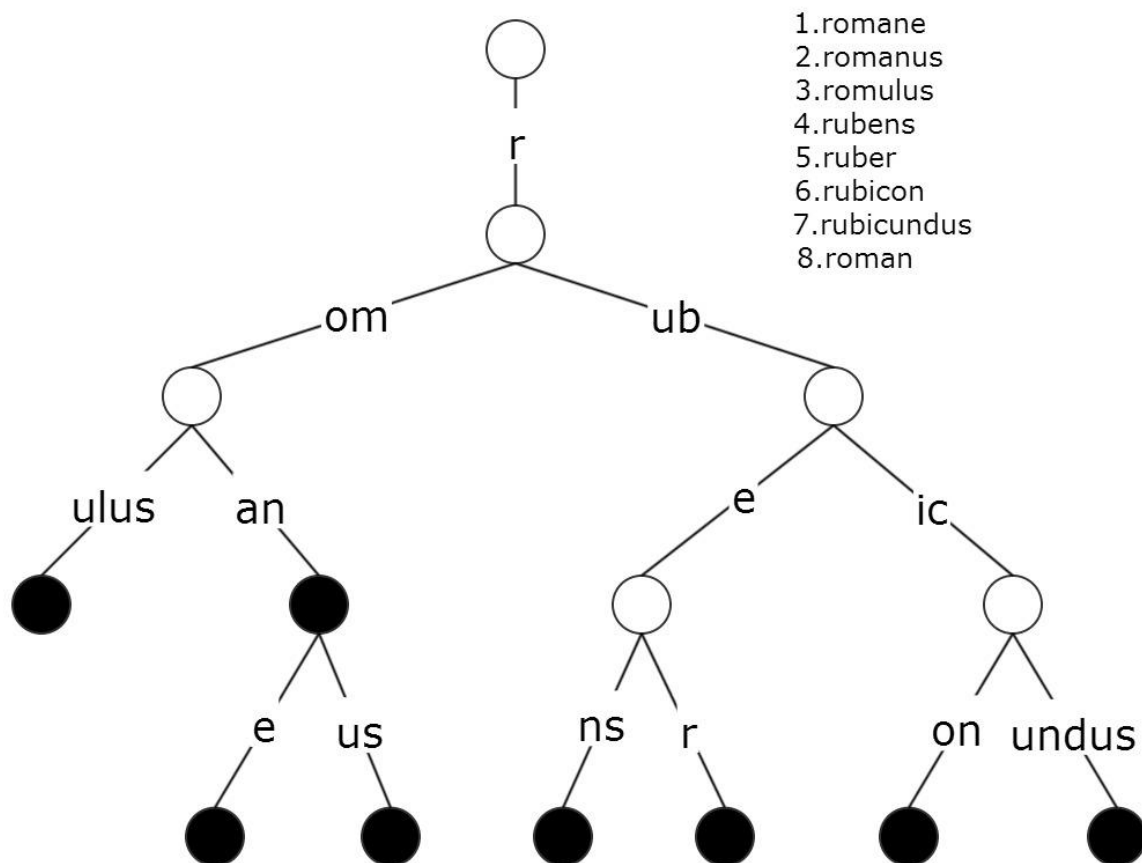 1.romane
2.romanus
3.romulus
4.rubens
5.ruber
6.rubicon
7.rubicundus
8.roman
r
om
ub
ulus
an
e
ic
e
us
ns
r
on
undus